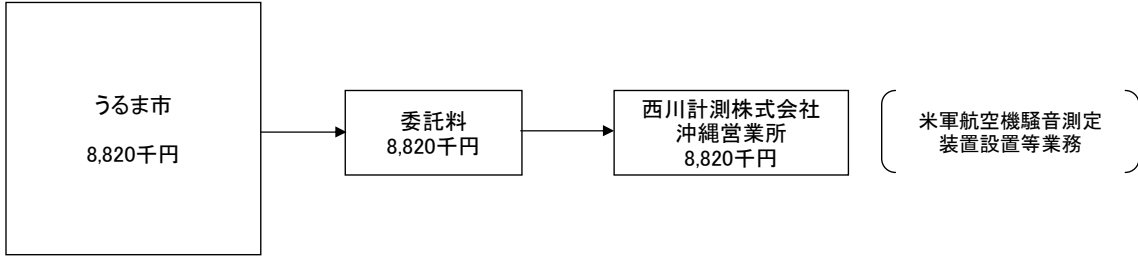 うるま市
8,820千円
委託料
8,820千円
西川計測株式会社
沖縄営業所
8,820千円
米軍航空機騒音測定
装置設置等業務